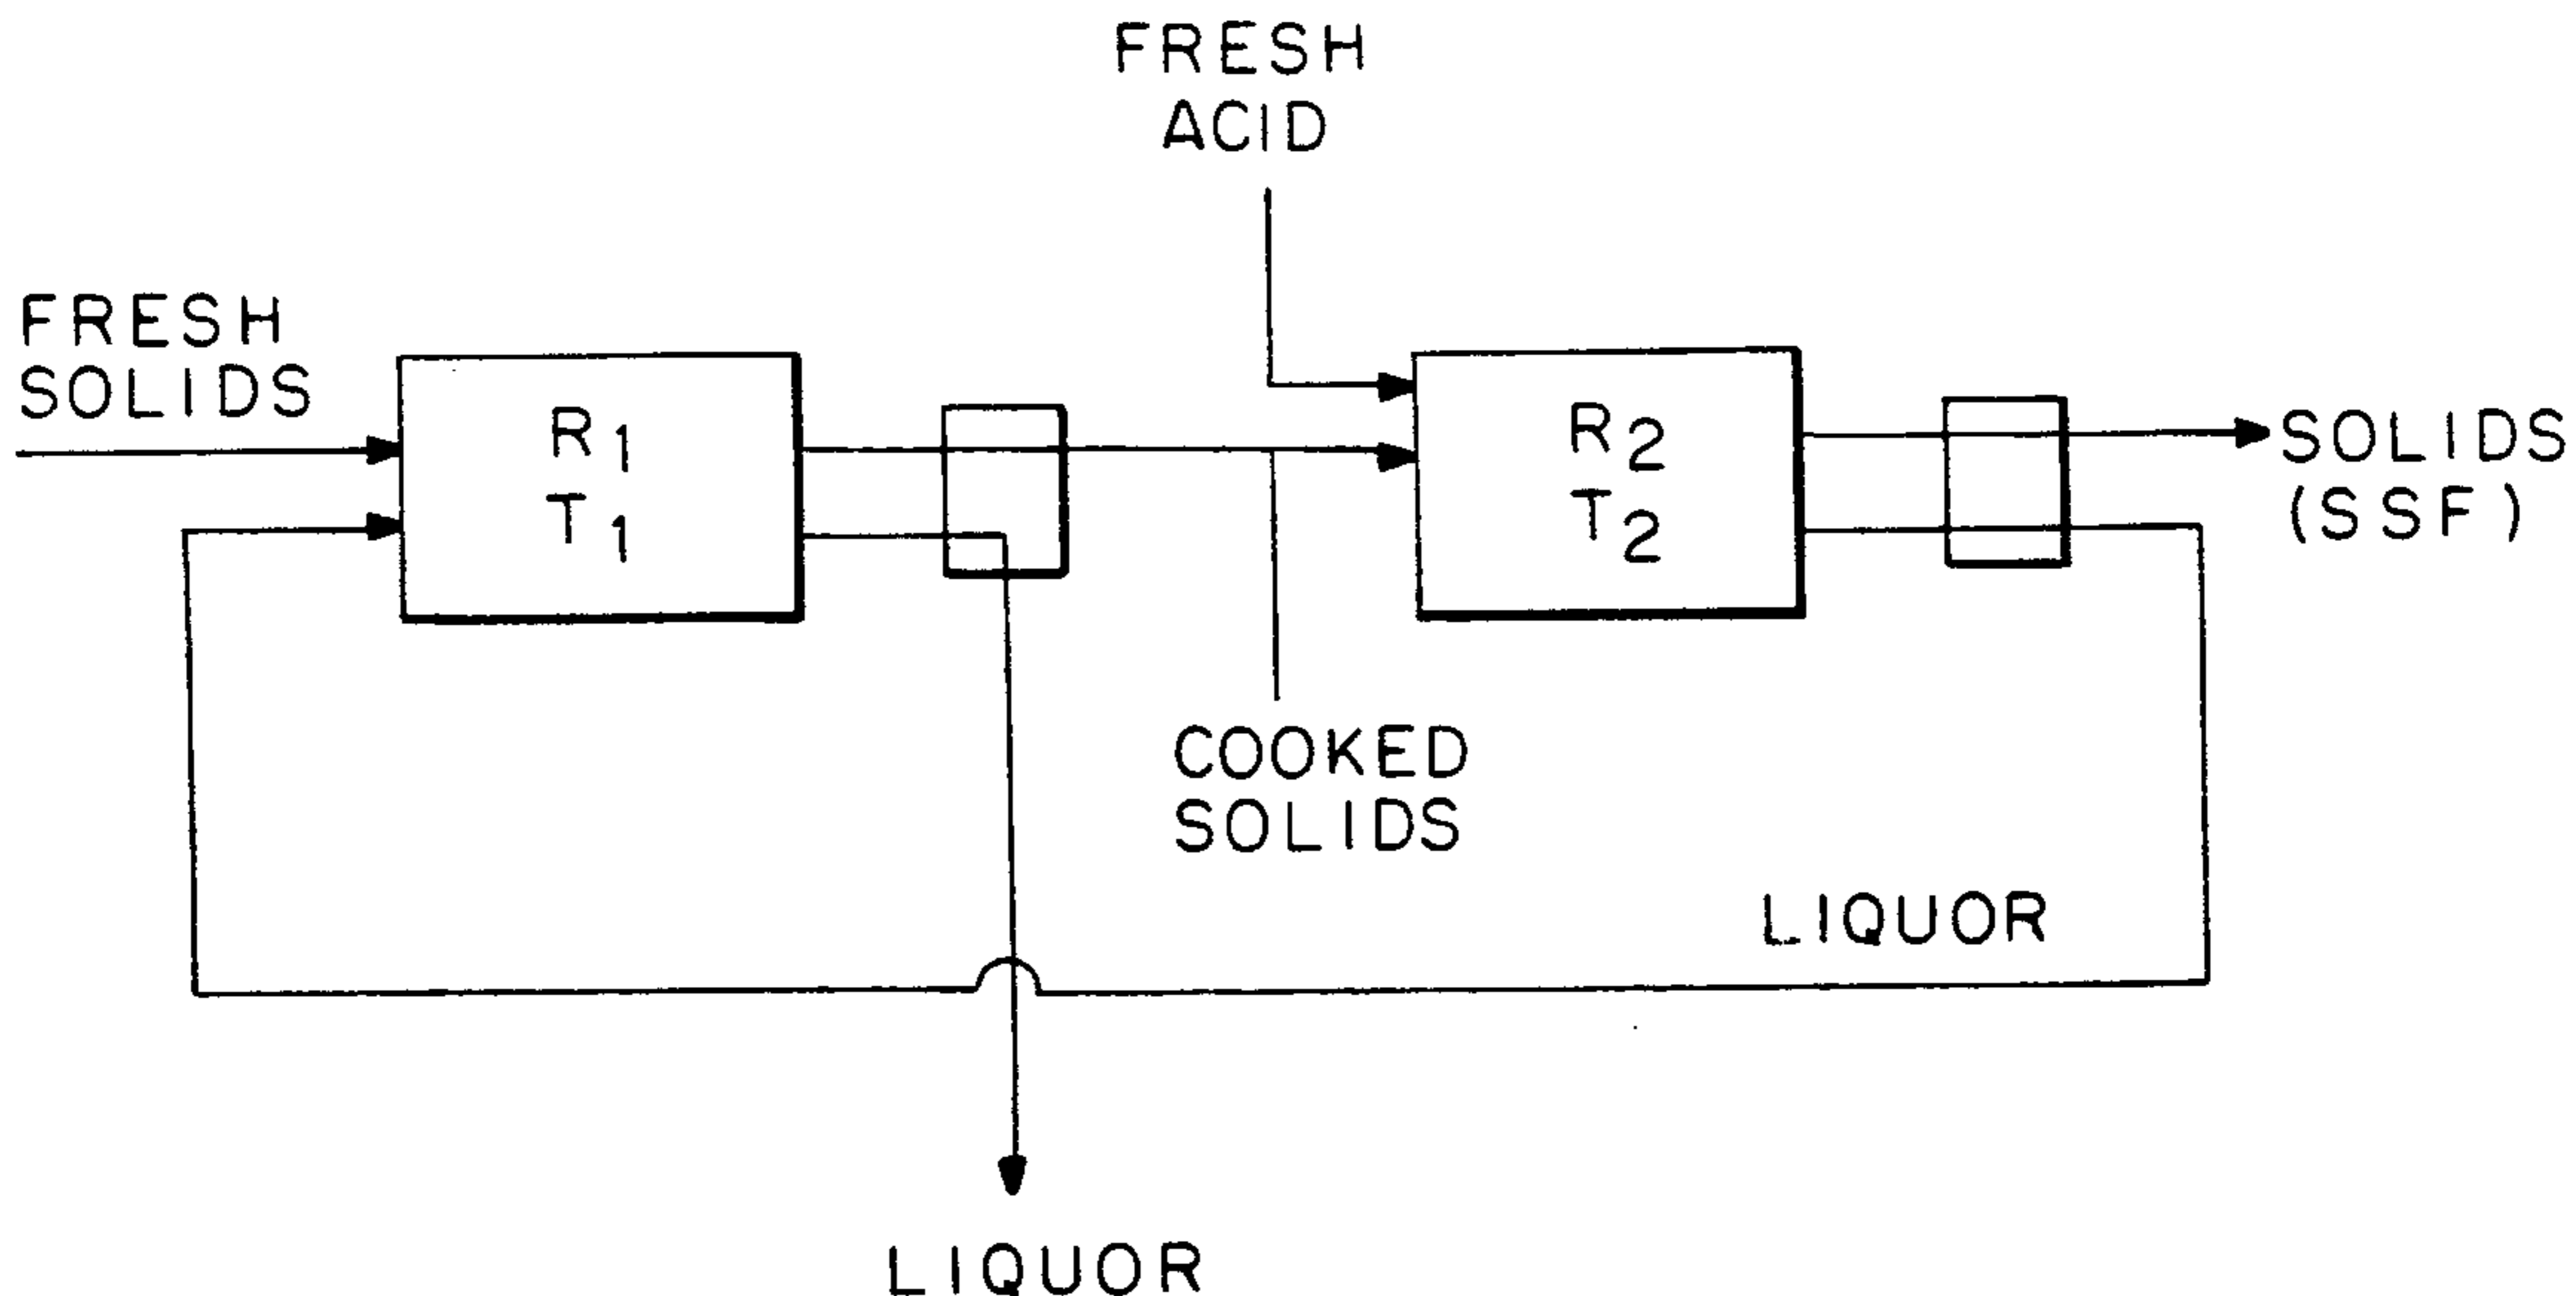 FRESH
ACID
FRESH
SOLIDS
R1
T1
R2
T2
SOLIDS
(SSF)
COOKED
SOLIDS
LIQUOR
LIQUOR